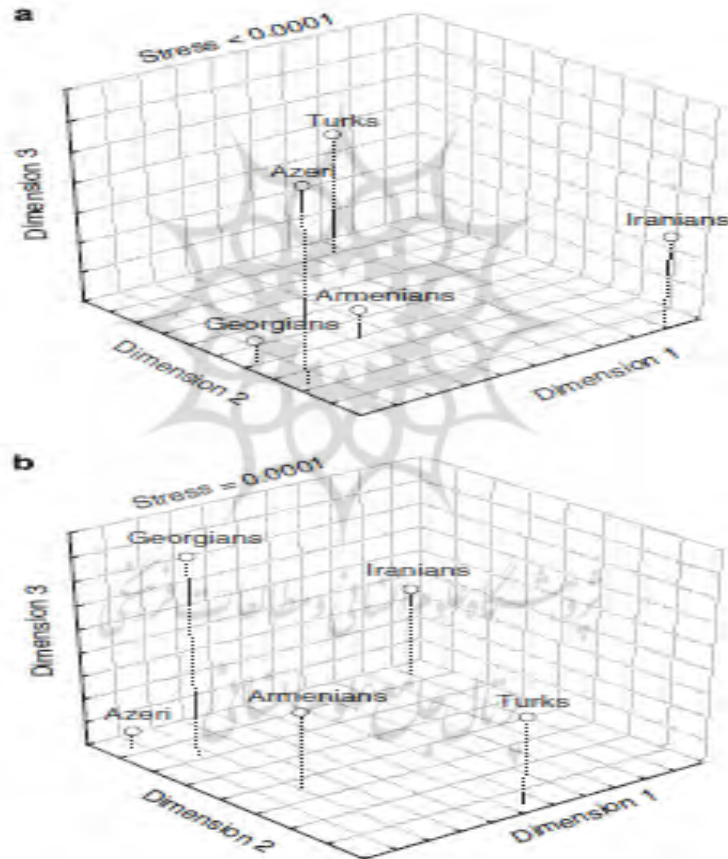 a
Stress < 0.0001
Turks
Azeri
Iranians
Armenians
Georgians
Dimension 3
Dimension 2
Dimension 1
b
Stress = 0.0001
Georgians
Iranians
Armenians
Turks
Azeri
Dimension 3
Dimension 2
Dimension 1